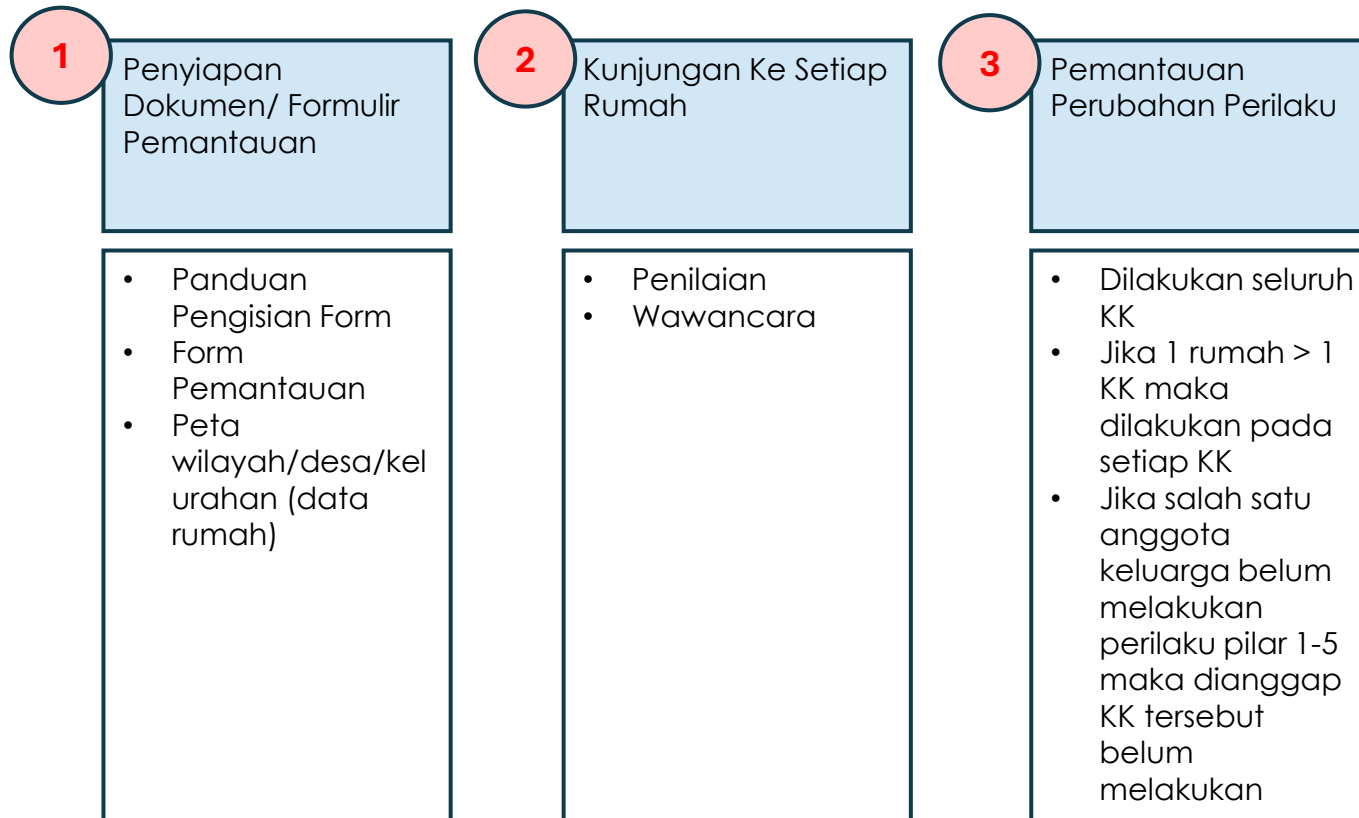 1
Penyiapan
Dokumen/ Formulir
Pemantauan
• Panduan
Pengisian Form
• Form
Pemantauan
• Peta
wilayah/desa/kel
urahan (data
rumah)
2
Kunjungan Ke Setiap
Rumah
• Penilaian
• Wawancara
3
Pemantauan
Perubahan Perilaku
• Dilakukan seluruh
KK
• Jika 1 rumah > 1
KK maka
dilakukan pada
setiap KK
• Jika salah satu
anggota
keluarga belum
melakukan
perilaku pilar 1-5
maka dianggap
KK tersebut
belum
melakukan